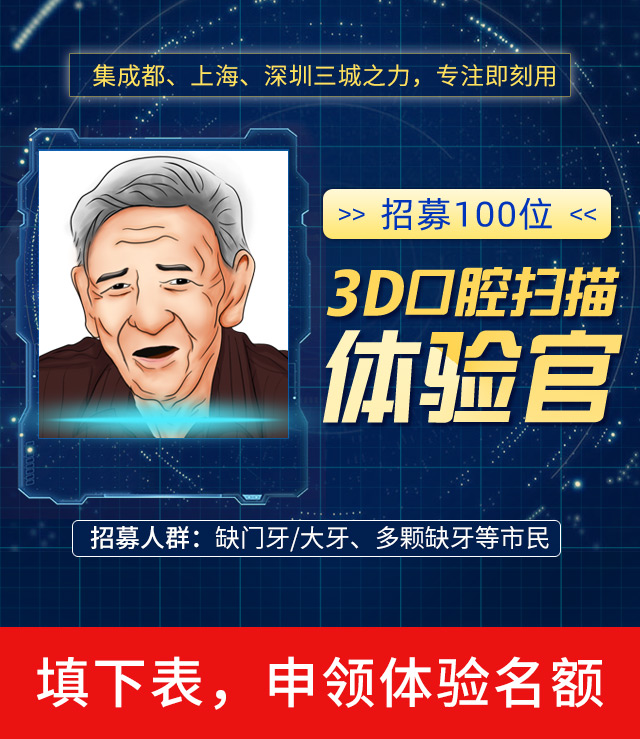 集成都、上海、深圳三城之力，专注即刻用
>> 招募100位 <<
3D口腔扫描
体验官
招募人群：缺门牙/大牙、多颗缺牙等市民
填下表，申领体验名额